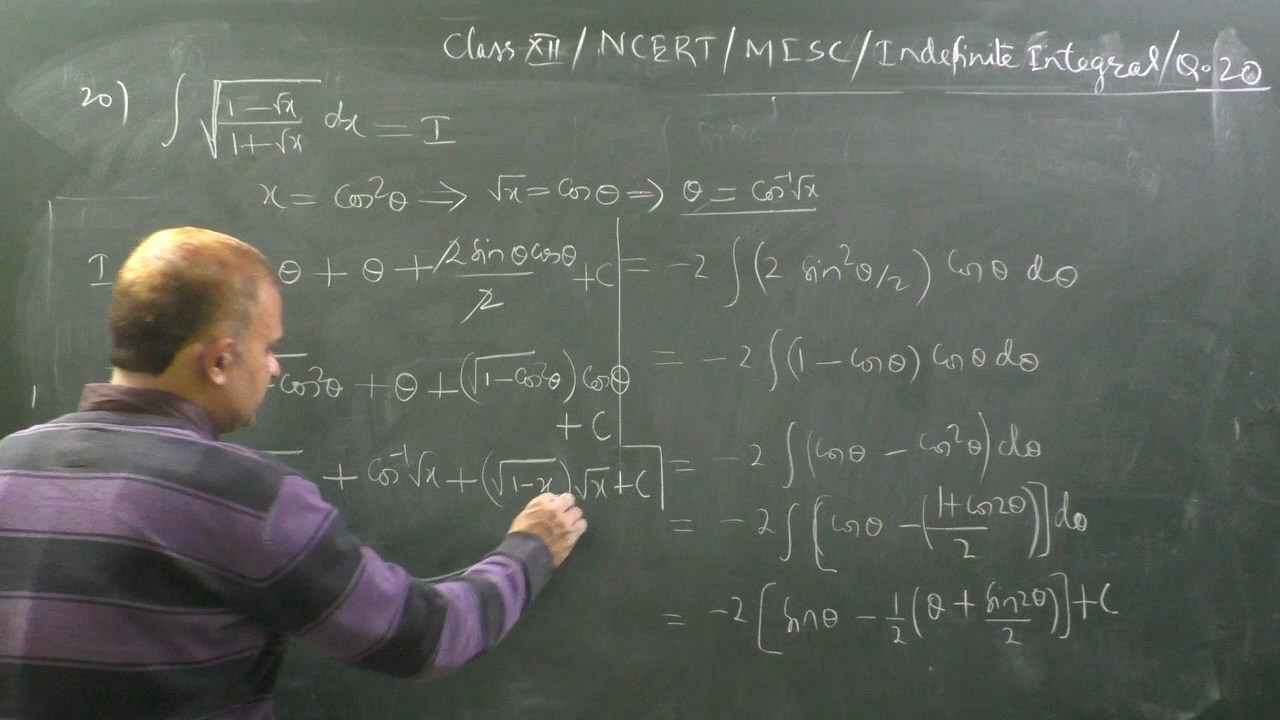 Class XII / NCERT / MISC / Indefinite Integral / Q.20
20) ∫ √((1-√x)/(1+√x)) dx = I
x = cos²θ ⇒ √x = cosθ ⇒ θ = cos⁻¹√x
I θ + θ + 2 sinθ cosθ / 2 + C
cos²θ + θ + (√(1-cos²θ)) cosθ
+ C
+ cos⁻¹√x + (√(1-x)) √x + C
= -2 ∫ (2 sin²θ/2) cosθ dθ
= -2 ∫ (1 - cosθ) cosθ dθ
= -2 ∫ (cosθ - cos²θ) dθ
= -2 ∫ [cosθ - ((1+cos2θ)/2)] dθ
= -2 [sinθ - 1/2 (θ + sin2θ/2)] + C